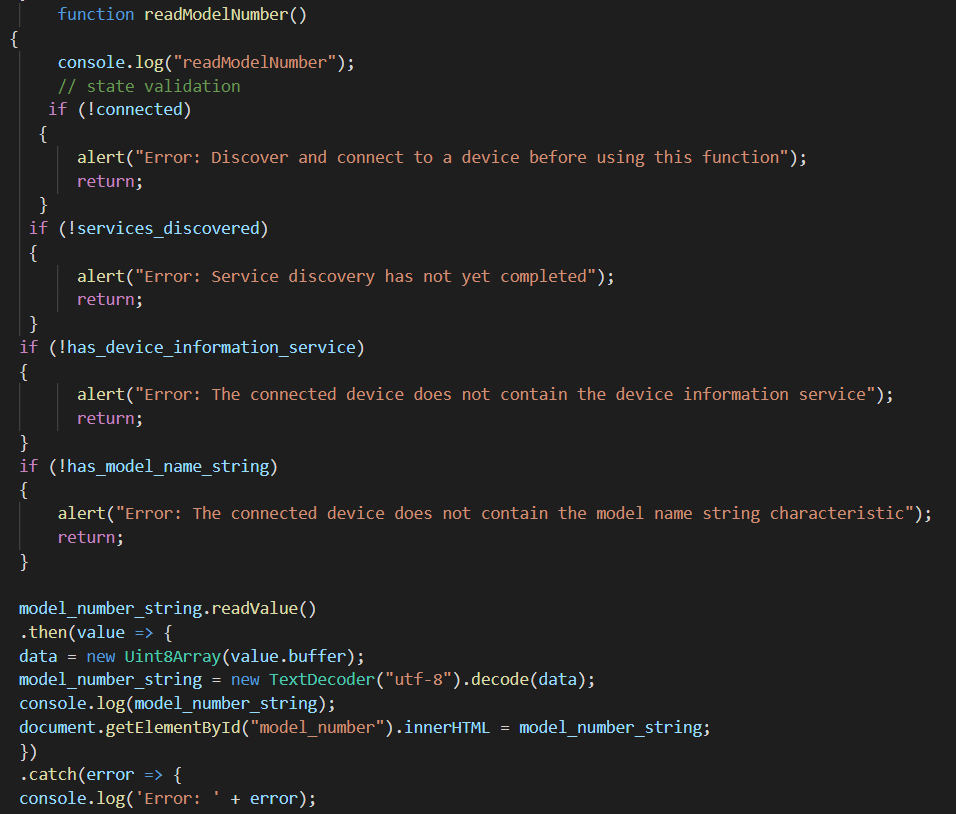 function readModelNumber()
{
console.log("readModelNumber");
// state validation
if (!connected)
{
alert("Error: Discover and connect to a device before using this function");
return;
}
if (!services_discovered)
{
alert("Error: Service discovery has not yet completed");
return;
}
if (!has_device_information_service)
{
alert("Error: The connected device does not contain the device information service");
return;
}
if (!has_model_name_string)
{
alert("Error: The connected device does not contain the model name string characteristic");
return;
}
model_number_string.readValue()
.then(value => {
data = new Uint8Array(value.buffer);
model_number_string = new TextDecoder("utf-8").decode(data);
console.log(model_number_string);
document.getElementById("model_number").innerHTML = model_number_string;
})
.catch(error => {
console.log('Error: ' + error);